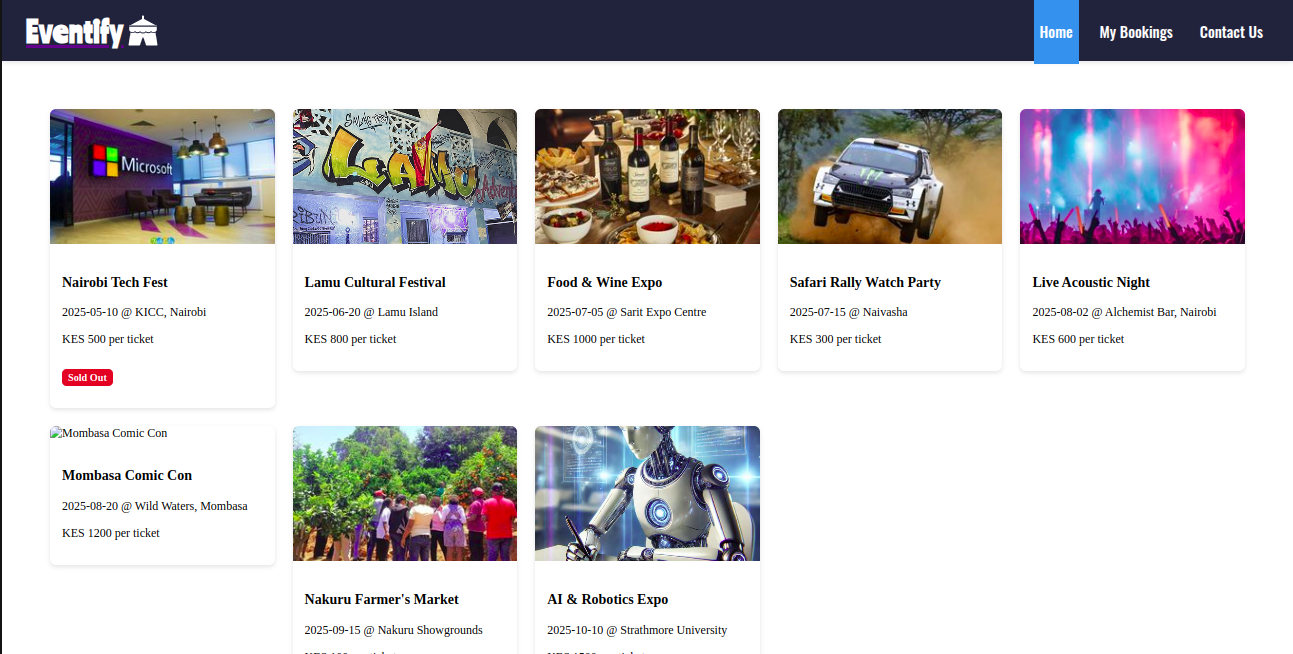 Eventify
Home
My Bookings
Contact Us
Microsoft
LAMU
Nairobi Tech Fest
2025-05-10 @ KICC, Nairobi
KES 500 per ticket
Sold Out
Lamu Cultural Festival
2025-06-20 @ Lamu Island
KES 800 per ticket
Food & Wine Expo
2025-07-05 @ Sarit Expo Centre
KES 1000 per ticket
Safari Rally Watch Party
2025-07-15 @ Naivasha
KES 300 per ticket
Live Acoustic Night
2025-08-02 @ Alchemist Bar, Nairobi
KES 600 per ticket
Mombasa Comic Con
Mombasa Comic Con
2025-08-20 @ Wild Waters, Mombasa
KES 1200 per ticket
Nakuru Farmer's Market
2025-09-15 @ Nakuru Showgrounds
AI & Robotics Expo
2025-10-10 @ Strathmore University